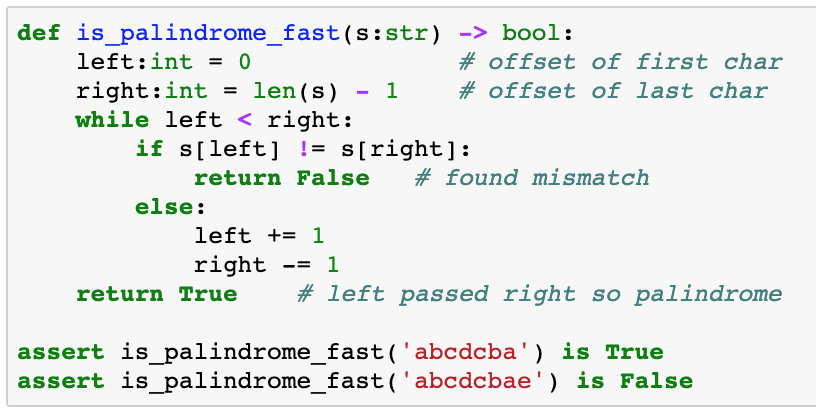 def is_palindrome_fast(s:str) -> bool:
    left:int = 0              # offset of first char
    right:int = len(s) - 1    # offset of last char
    while left < right:
        if s[left] != s[right]:
            return False   # found mismatch
        else:
            left += 1
            right -= 1
    return True    # left passed right so palindrome

assert is_palindrome_fast('abcdcba') is True
assert is_palindrome_fast('abcdcbae') is False